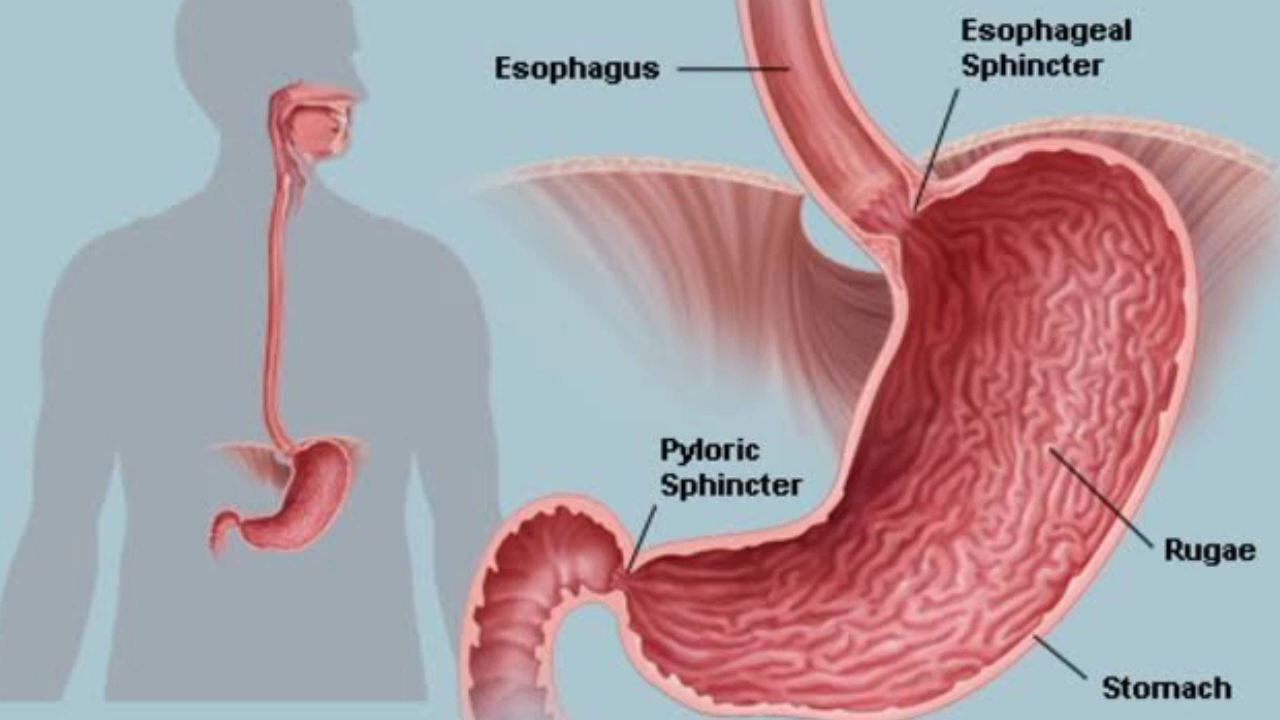 Esophagus
Esophageal
Sphincter
Pyloric
Sphincter
Rugae
Stomach